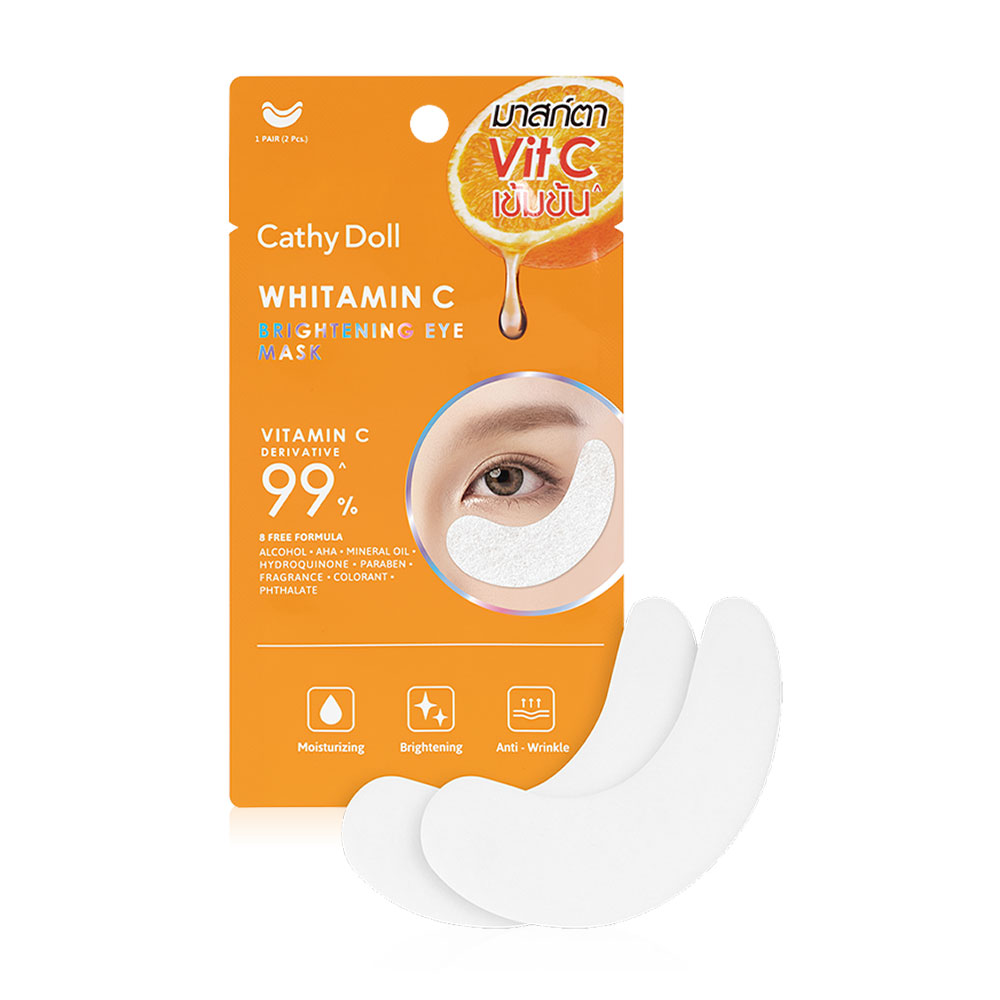 1 PAIR (2 Pcs.)
มาสก์ตา
Vit C
เข้มข้น^
Cathy Doll
WHITAMIN C
BRIGHTENING EYE
MASK
VITAMIN C
DERIVATIVE
99^%
8 FREE FORMULA
ALCOHOL • AHA • MINERAL OIL •
HYDROQUINONE • PARABEN •
FRAGRANCE • COLORANT •
PHTHALATE
Moisturizing
Brightening
Anti - Wrinkle